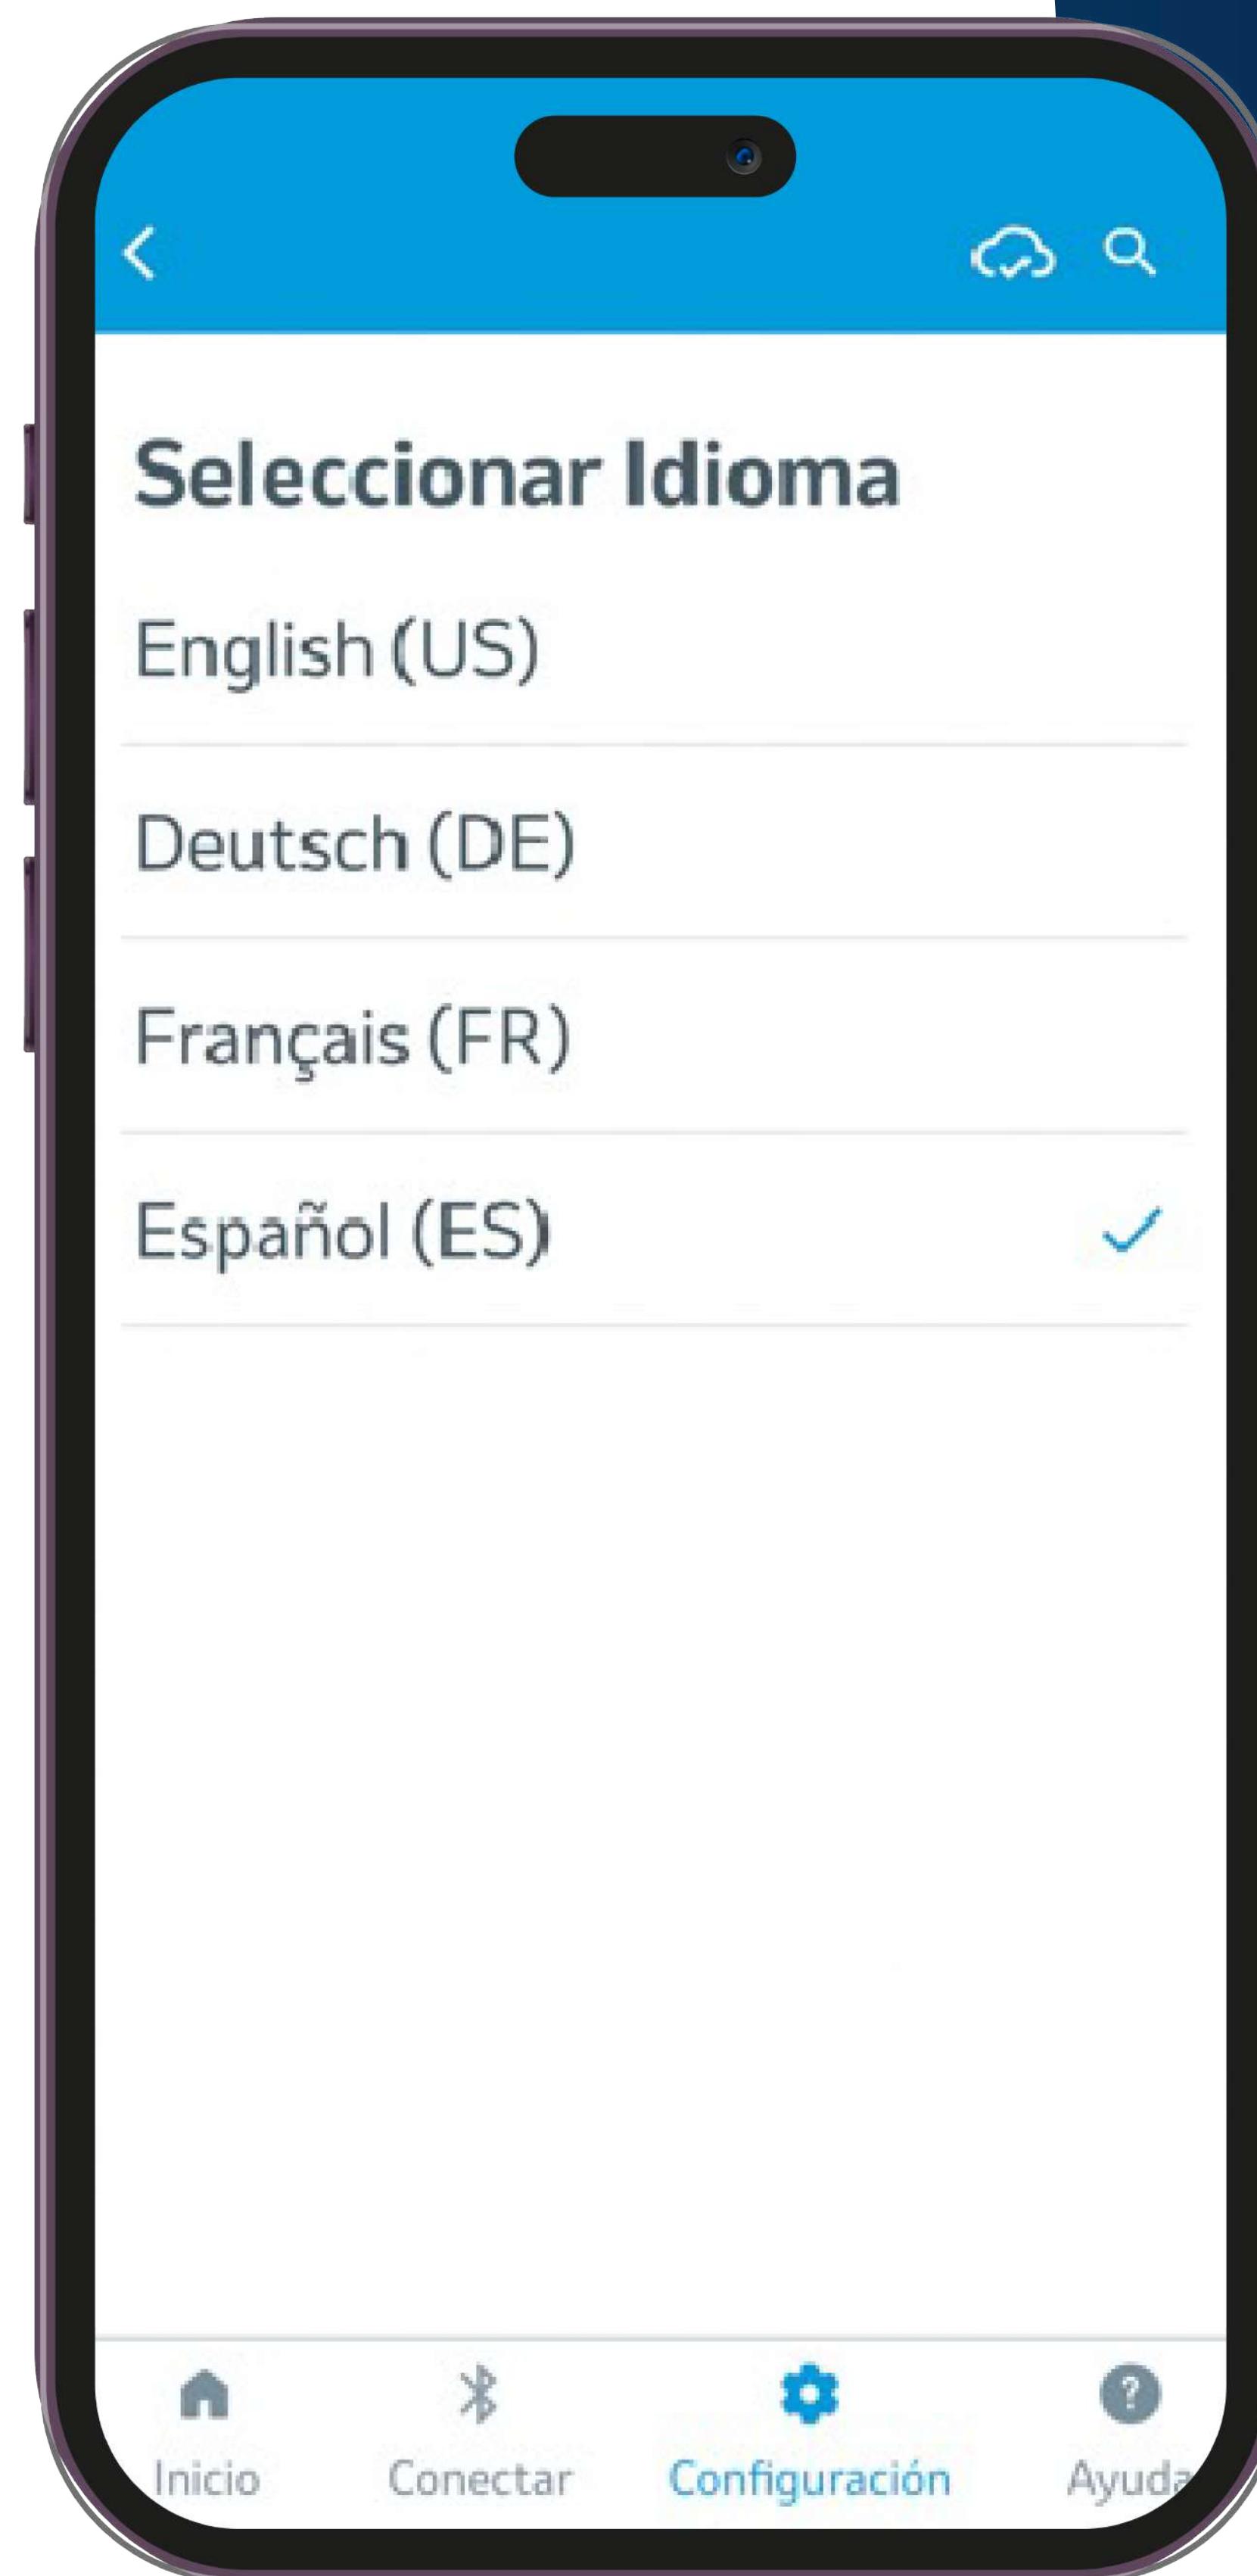 Seleccionar Idioma
English (US)
Deutsch (DE)
Français (FR)
Español (ES)
Inicio Conectar Configuración Ayuda